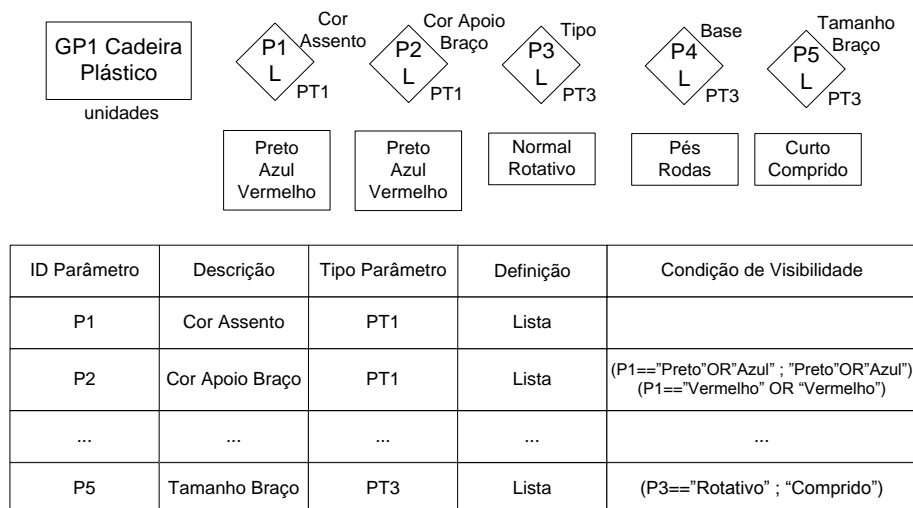 GP1 Cadeira
Plástico
unidades
P1
L
Cor
Assento
PT1
P2
L
Cor Apoio
Braço
PT1
P3
L
Tipo
PT3
P4
L
Base
PT3
P5
L
Tamanho
Braço
PT3
Preto
Azul
Vermelho
Preto
Azul
Vermelho
Normal
Rotativo
Pés
Rodas
Curto
Comprido
ID Parâmetro Descrição Tipo Parâmetro Definição Condição de Visibilidade
P1 Cor Assento PT1 Lista
P2 Cor Apoio Braço PT1 Lista (P1==”Preto”OR”Azul” ; ”Preto”OR”Azul”)
(P1==”Vermelho” OR “Vermelho”)
... ... ... ... ...
P5 Tamanho Braço PT3 Lista (P3==”Rotativo” ; “Comprido”)